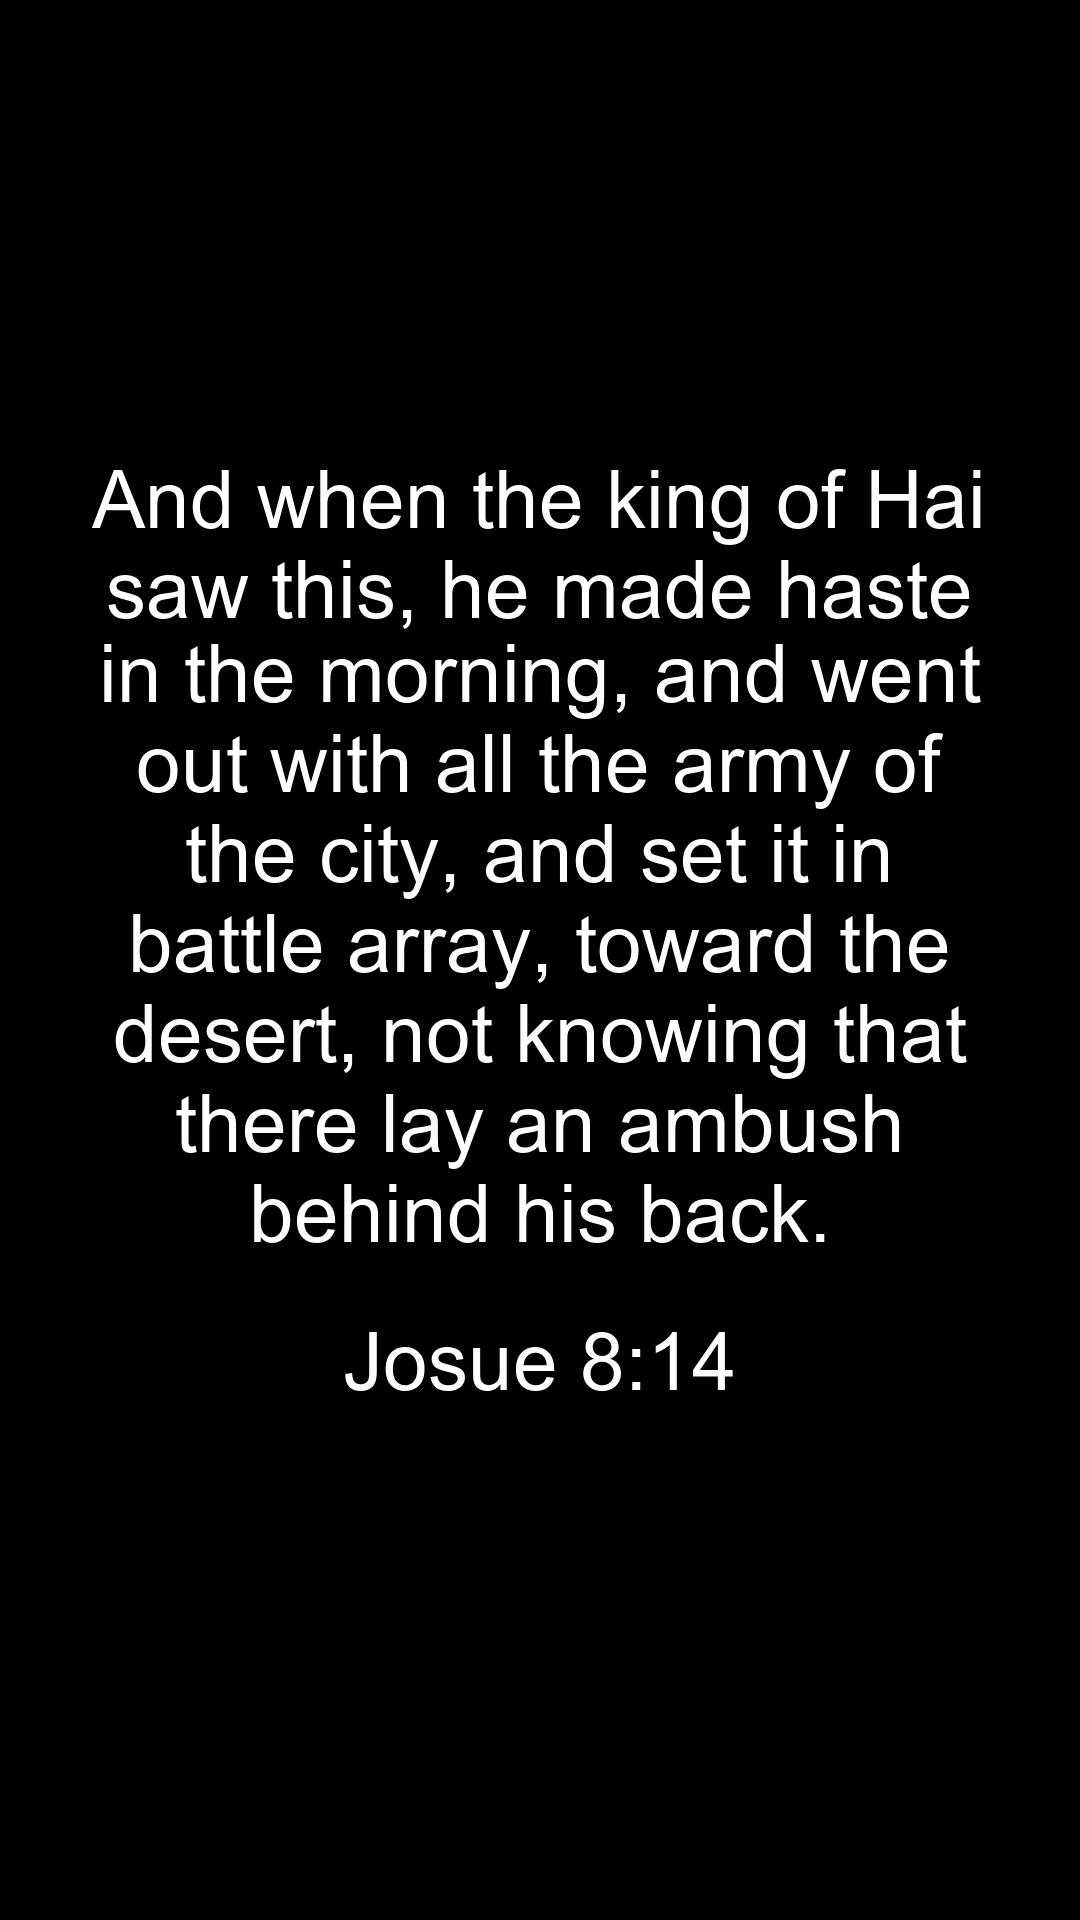 And when the king of Hai
saw this, he made haste
in the morning, and went
out with all the army of
the city, and set it in
battle array, toward the
desert, not knowing that
there lay an ambush
behind his back.
Josue 8:14